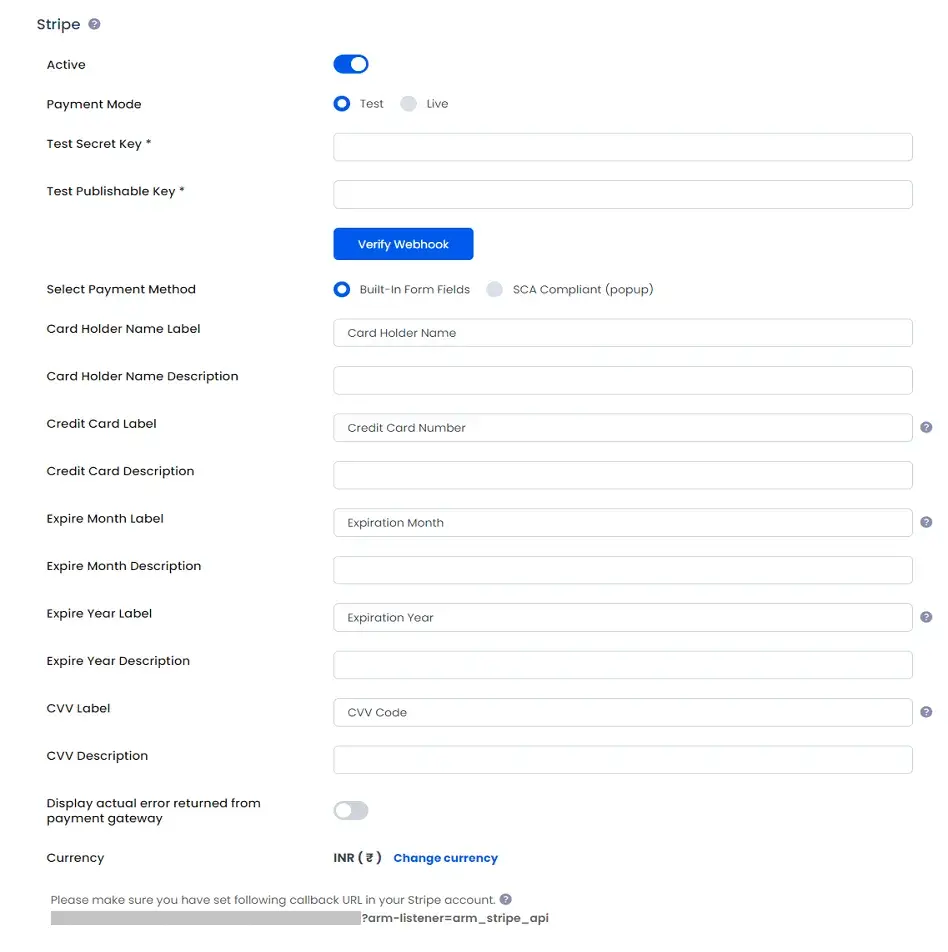 Stripe ?
Active
Payment Mode Test Live
Test Secret Key *
Test Publishable Key *
Verify Webhook
Select Payment Method Built-In Form Fields SCA Compliant (popup)
Card Holder Name Label Card Holder Name
Card Holder Name Description
Credit Card Label Credit Card Number ?
Credit Card Description
Expire Month Label Expiration Month ?
Expire Month Description
Expire Year Label Expiration Year ?
Expire Year Description
CVV Label CVV Code ?
CVV Description
Display actual error returned from
payment gateway
Currency INR ( ₹ ) Change currency
Please make sure you have set following callback URL in your Stripe account. ?
?arm-listener=arm_stripe_api